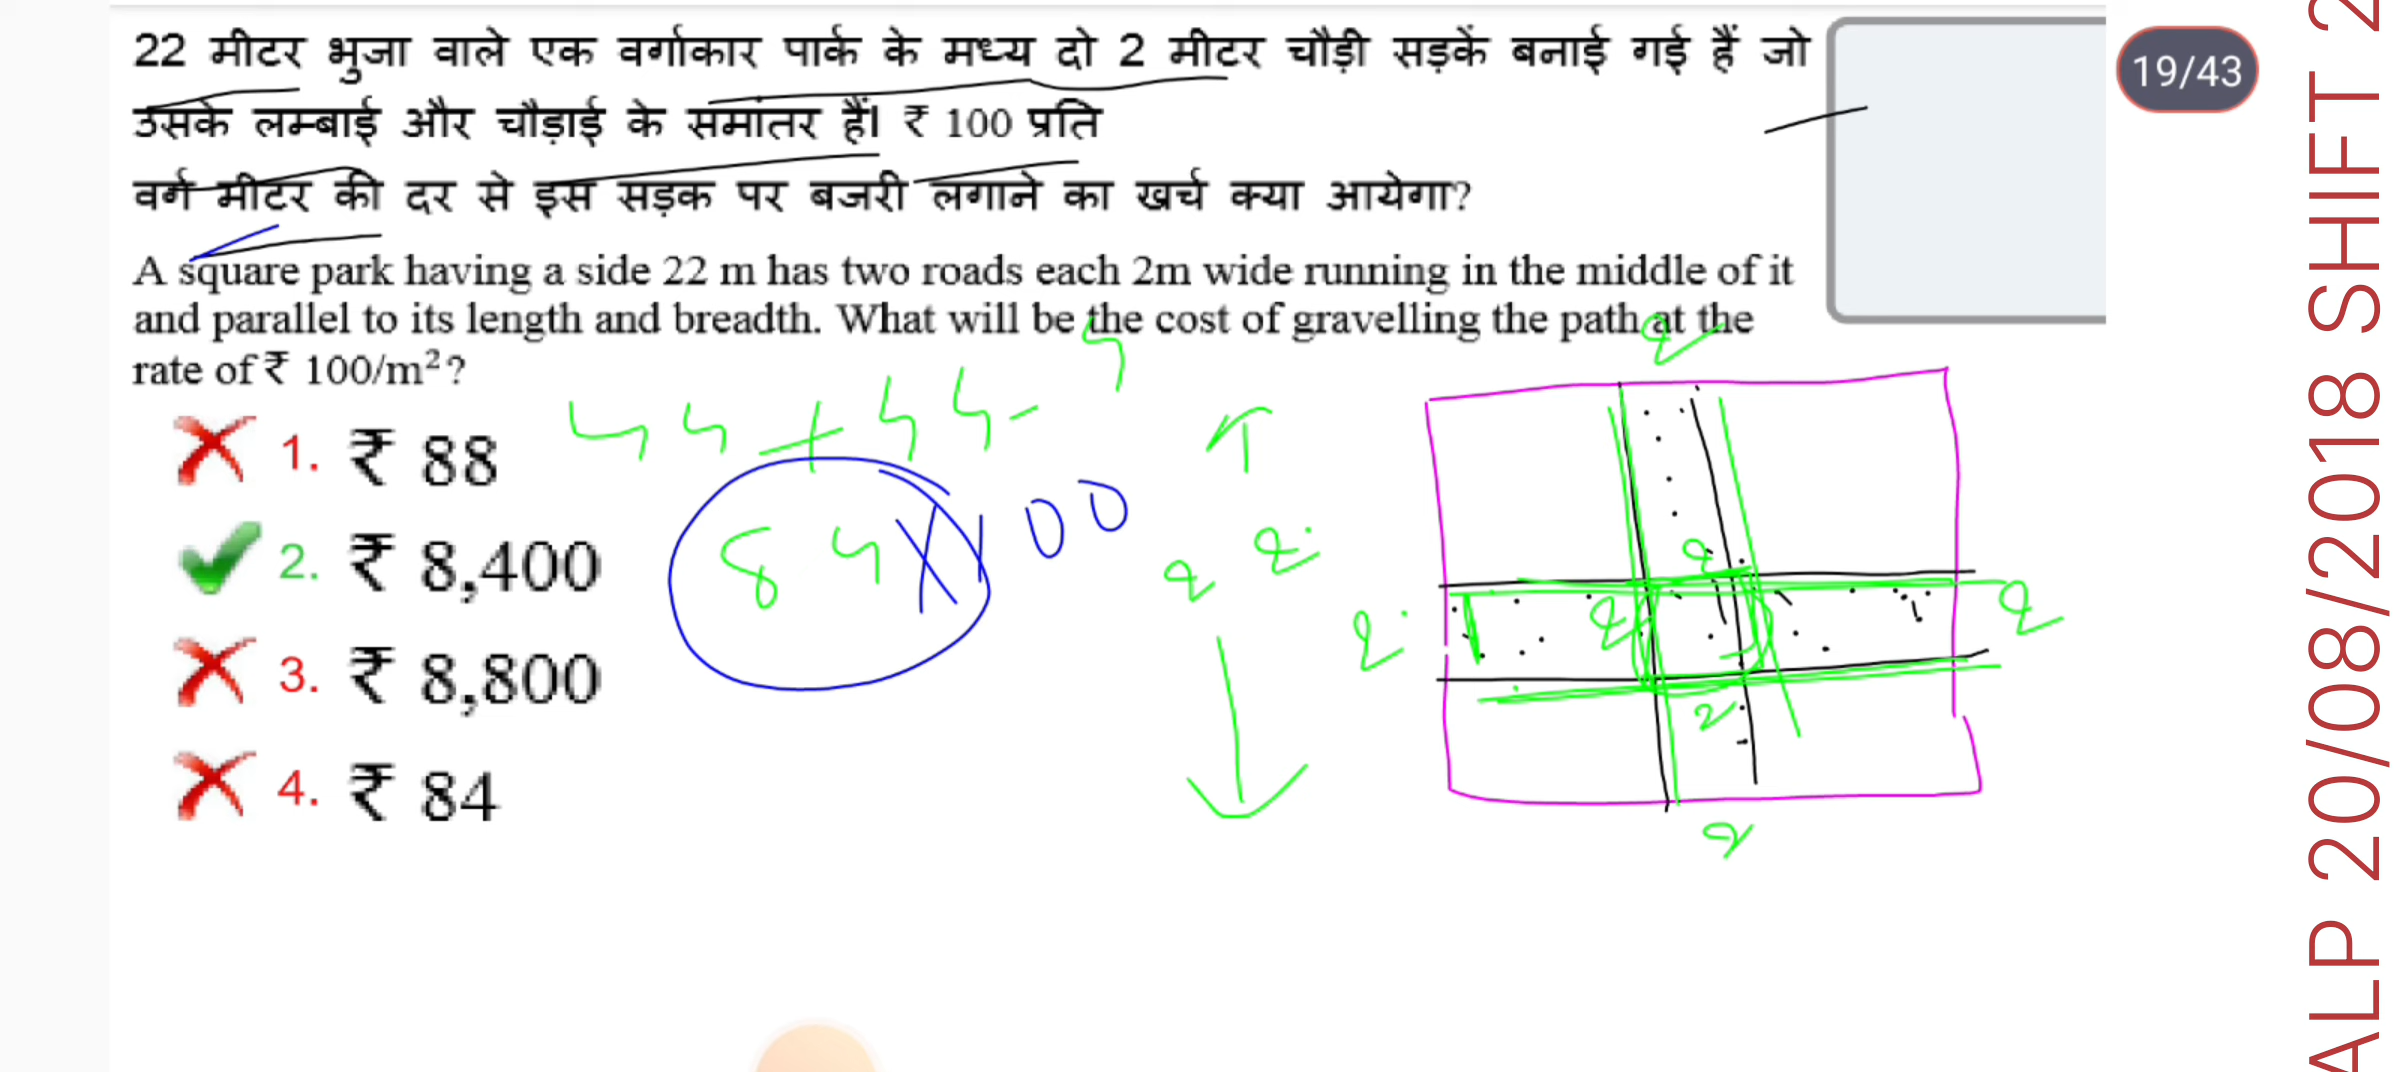 22 मीटर भुजा वाले एक वर्गाकार पार्क के मध्य दो 2 मीटर चौड़ी सड़कें बनाई गई हैं जो
उसके लम्बाई और चौड़ाई के समांतर हैं। ₹ 100 प्रति
वर्ग मीटर की दर से इस सड़क पर बजरी लगाने का खर्च क्या आयेगा?
19/43
A square park having a side 22 m has two roads each 2m wide running in the middle of it
and parallel to its length and breadth. What will be the cost of gravelling the path at the
rate of ₹ 100/m²?
1. ₹ 88
2. ₹ 8,400
3. ₹ 8,800
4. ₹ 84
44 + 44 - 4
84 X 100
2
2
2
2
2
2
2
2
2
2
ALP 20/08/2018 SHIFT 2